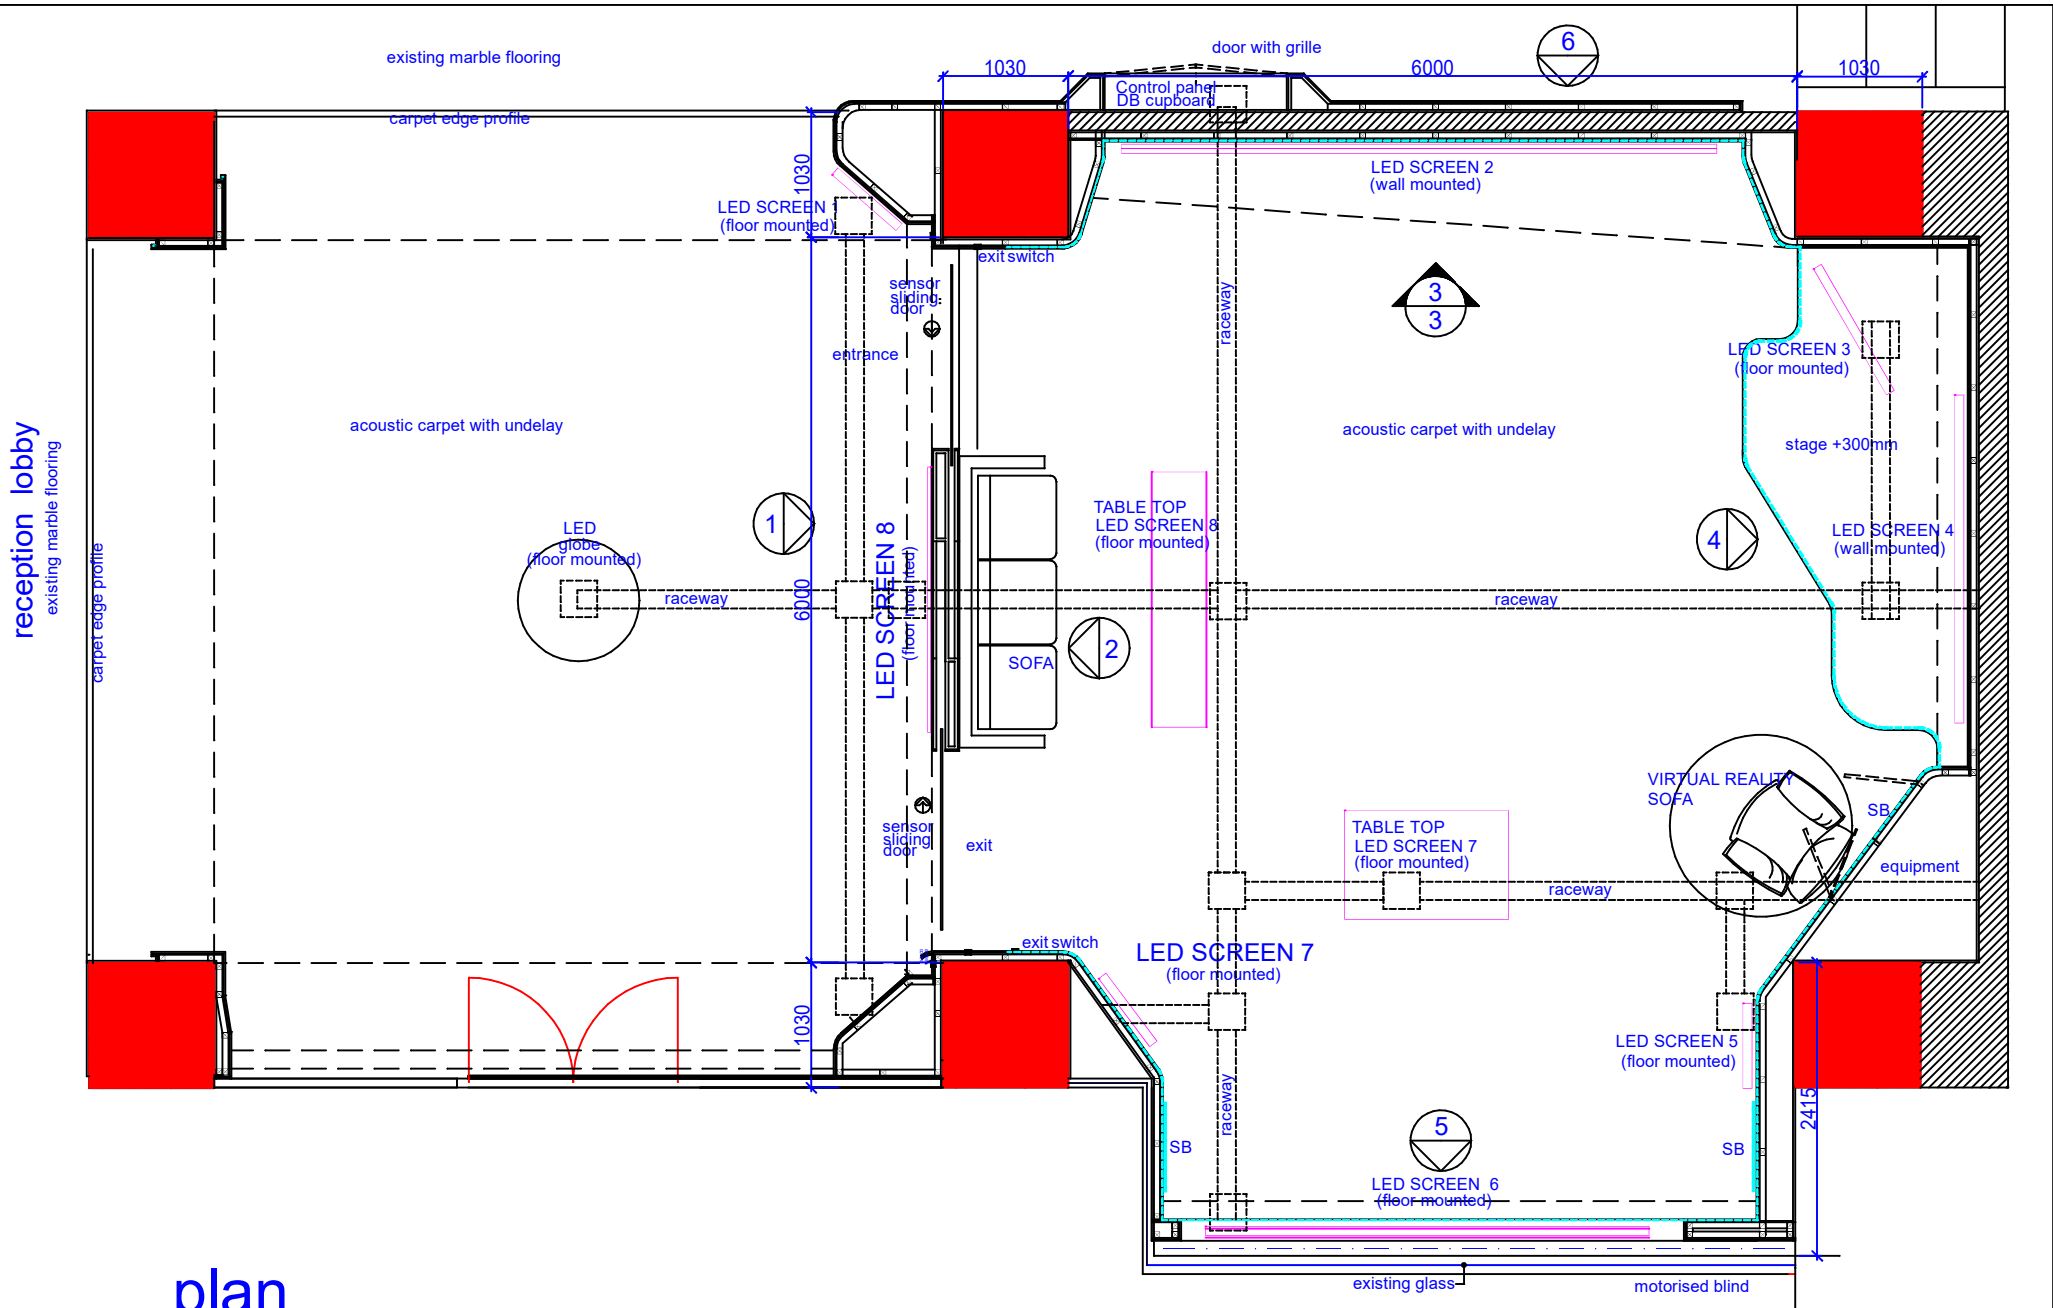 existing marble flooring
door with grille
6
1030
6000
1030
Control panel
DB cupboard
carpet edge profile
1030
LED SCREEN 1
(floor mounted)
LED SCREEN 2
(wall mounted)
exit switch
sensor
sliding
door
entrance
raceway
3
3
LED SCREEN 3
(floor mounted)
reception lobby
existing marble flooring
acoustic carpet with undelay
acoustic carpet with undelay
stage +300mm
LED
globe
(floor mounted)
1
LED SCREEN 8
(floor mounted)
TABLE TOP
LED SCREEN 8
(floor mounted)
4
LED SCREEN 4
(wall mounted)
carpet edge profile
raceway
6000
raceway
SOFA
2
VIRTUAL REALITY
SOFA
SB
sensor
sliding
door
exit
TABLE TOP
LED SCREEN 7
(floor mounted)
raceway
equipment
exit switch
LED SCREEN 7
(floor mounted)
1030
LED SCREEN 5
(floor mounted)
raceway
2415
SB
5
SB
LED SCREEN 6
(floor mounted)
existing glass
motorised blind
plan